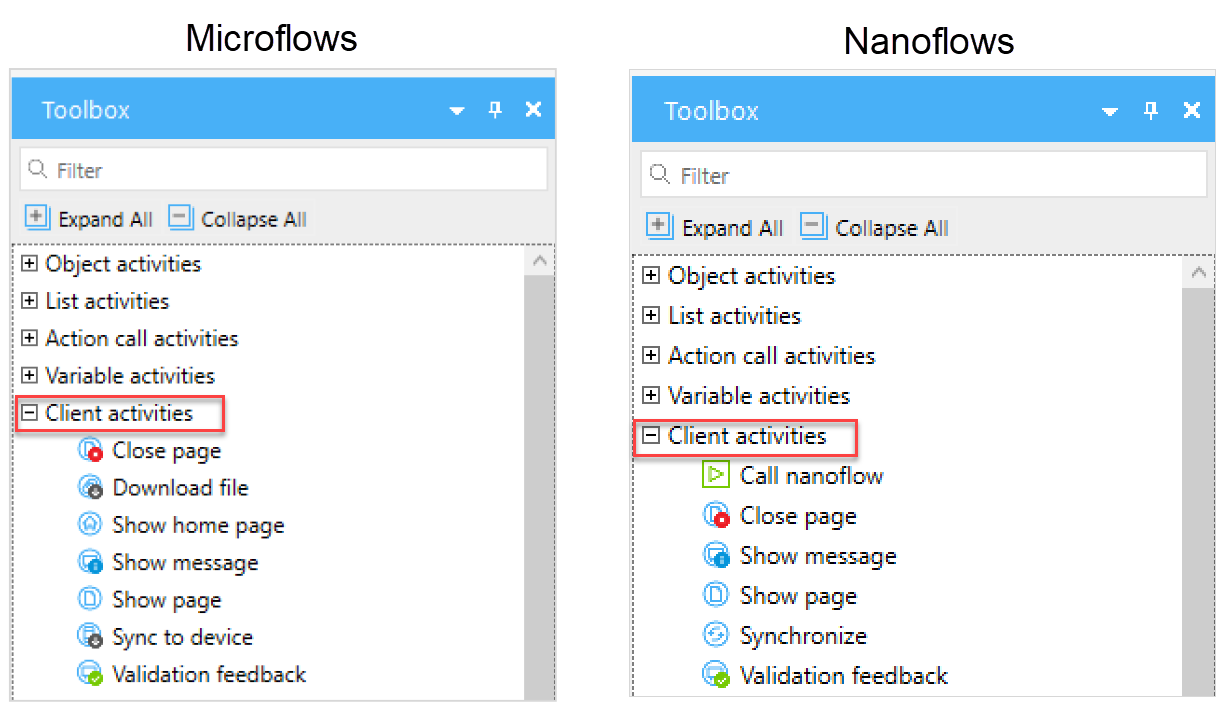 Microflows
Toolbox
Filter
Expand All Collapse All
Object activities
List activities
Action call activities
Variable activities
Client activities
Close page
Download file
Show home page
Show message
Show page
Sync to device
Validation feedback
Nanoflows
Toolbox
Filter
Expand All Collapse All
Object activities
List activities
Action call activities
Variable activities
Client activities
Call nanoflow
Close page
Show message
Show page
Synchronize
Validation feedback